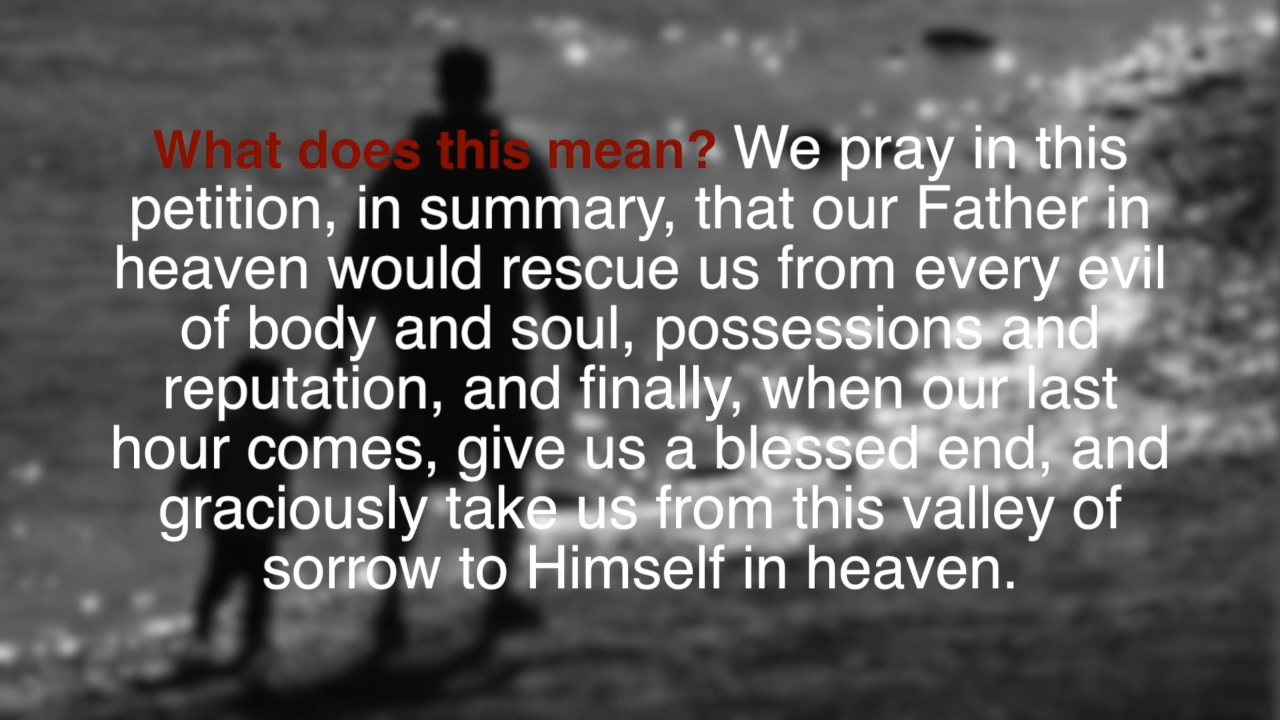 What does this mean? We pray in this
petition, in summary, that our Father in
heaven would rescue us from every evil
of body and soul, possessions and
reputation, and finally, when our last
hour comes, give us a blessed end, and
graciously take us from this valley of
sorrow to Himself in heaven.